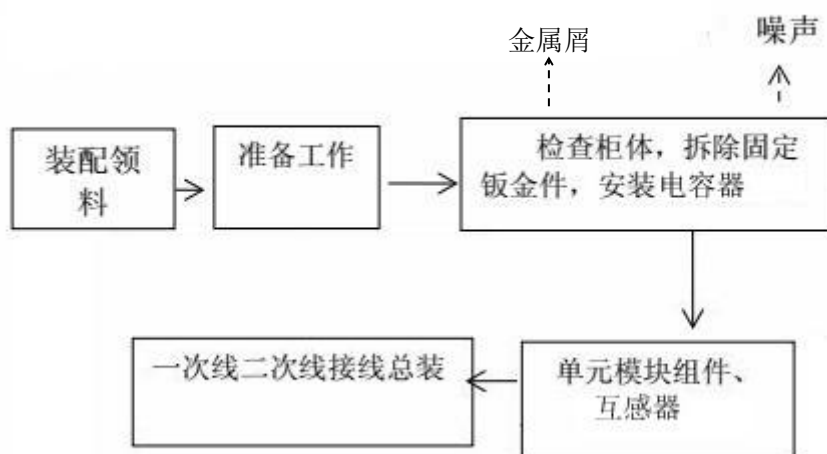 金属屑
噪声
装配领
料
准备工作
检查柜体，拆除固定
钣金件，安装电容器
一次线二次线接线总装
单元模块组件、
互感器